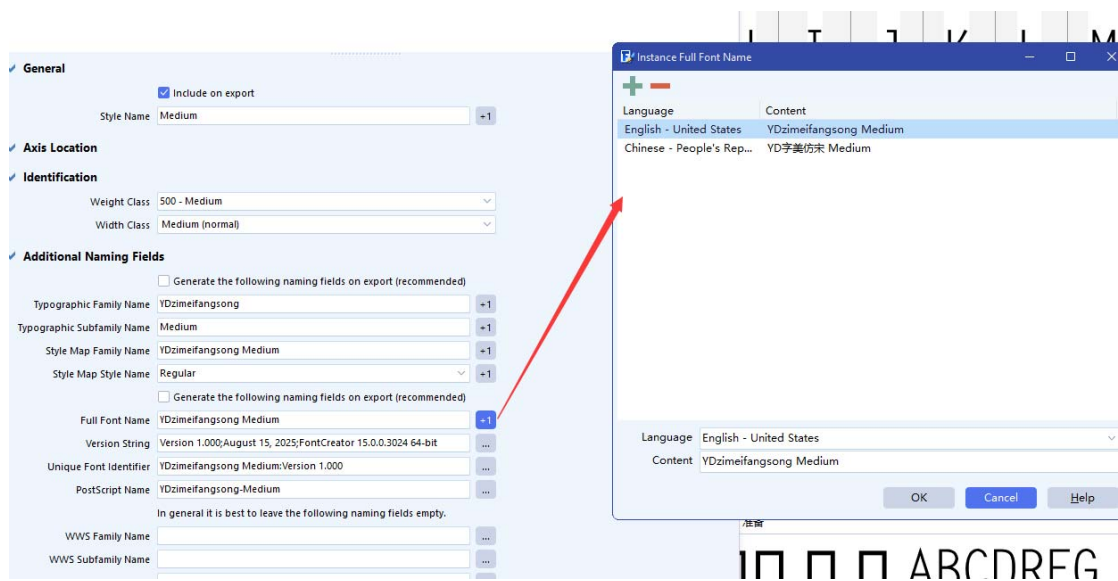 General
Include on export
Style Name Medium +1
Axis Location
Identification
Weight Class 500 - Medium
Width Class Medium (normal)
Additional Naming Fields
Generate the following naming fields on export (recommended)
Typographic Family Name YDzimeifangsong +1
Typographic Subfamily Name Medium +1
Style Map Family Name YDzimeifangsong Medium +1
Style Map Style Name Regular +1
Generate the following naming fields on export (recommended)
Full Font Name YDzimeifangsong Medium +1
Version String Version 1.000;August 15, 2025;FontCreator 15.0.0.3024 64-bit ...
Unique Font Identifier YDzimeifangsong Medium:Version 1.000 ...
PostScript Name YDzimeifangsong-Medium ...
In general it is best to leave the following naming fields empty.
WWS Family Name ...
WWS Subfamily Name ...
Instance Full Font Name
Language Content
English - United States YDzimeifangsong Medium
Chinese - People's Rep... YD字美仿宋 Medium
Language English - United States
Content YDzimeifangsong Medium
OK Cancel Help
准备
ABCDREG